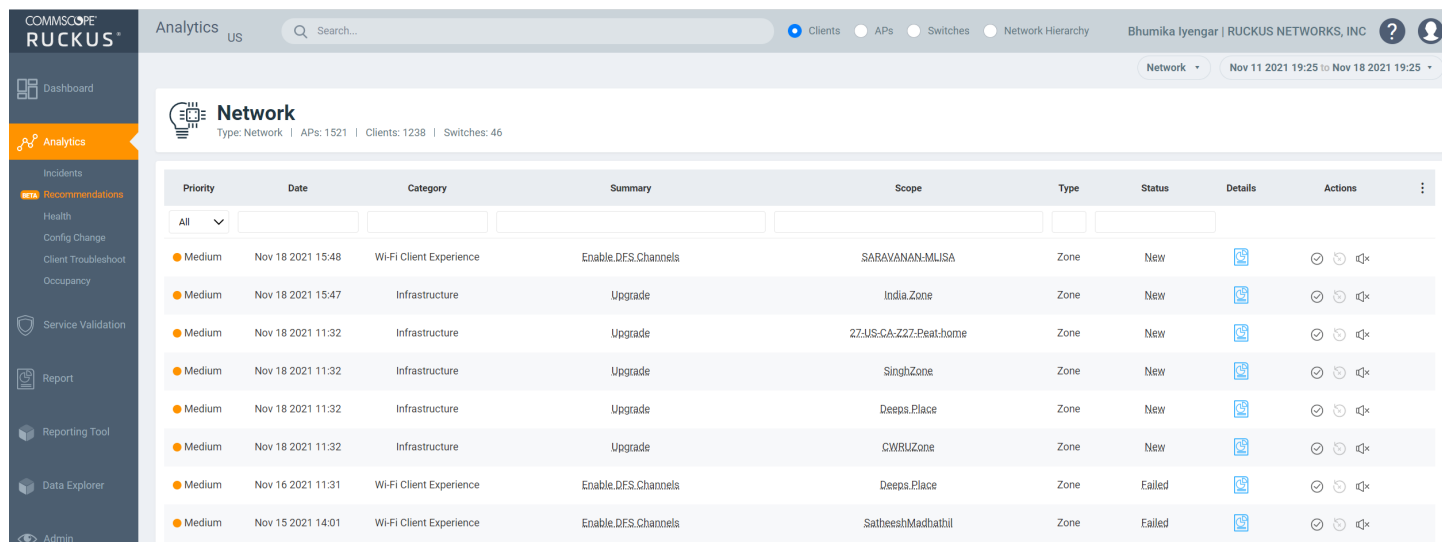 COMMSCOPE®
RUCKUS®
Analytics US
Search...
Clients APs Switches Network Hierarchy
Bhumika Iyengar | RUCKUS NETWORKS, INC ?
Network
Nov 11 2021 19:25 to Nov 18 2021 19:25
Dashboard
Analytics
Incidents
BETA Recommendations
Health
Config Change
Client Troubleshoot
Occupancy
Service Validation
Report
Reporting Tool
Data Explorer
Admin
Network
Type: Network | APs: 1521 | Clients: 1238 | Switches: 46
Priority Date Category Summary Scope Type Status Details Actions
All
Medium Nov 18 2021 15:48 Wi-Fi Client Experience Enable DFS Channels SARAVANAN-MLISA Zone New
Medium Nov 18 2021 15:47 Infrastructure Upgrade India Zone Zone New
Medium Nov 18 2021 11:32 Infrastructure Upgrade 27-US-CA-Z27-Peat-home Zone New
Medium Nov 18 2021 11:32 Infrastructure Upgrade SinghZone Zone New
Medium Nov 18 2021 11:32 Infrastructure Upgrade Deeps Place Zone New
Medium Nov 18 2021 11:32 Infrastructure Upgrade CWRUZone Zone New
Medium Nov 16 2021 11:31 Wi-Fi Client Experience Enable DFS Channels Deeps Place Zone Failed
Medium Nov 15 2021 14:01 Wi-Fi Client Experience Enable DFS Channels SatheeshMadhathil Zone Failed